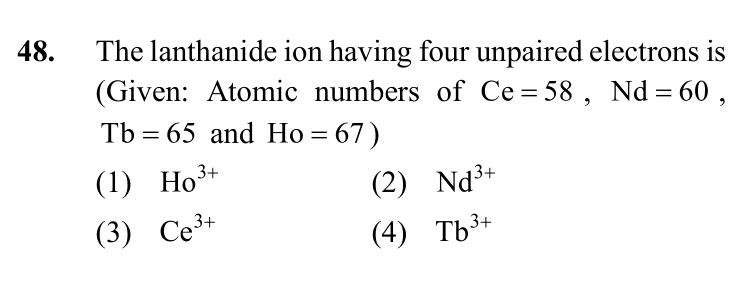 48. The lanthanide ion having four unpaired electrons is
(Given: Atomic numbers of Ce = 58 , Nd = 60 ,
Tb = 65 and Ho = 67 )
(1) Ho³⁺ (2) Nd³⁺
(3) Ce³⁺ (4) Tb³⁺